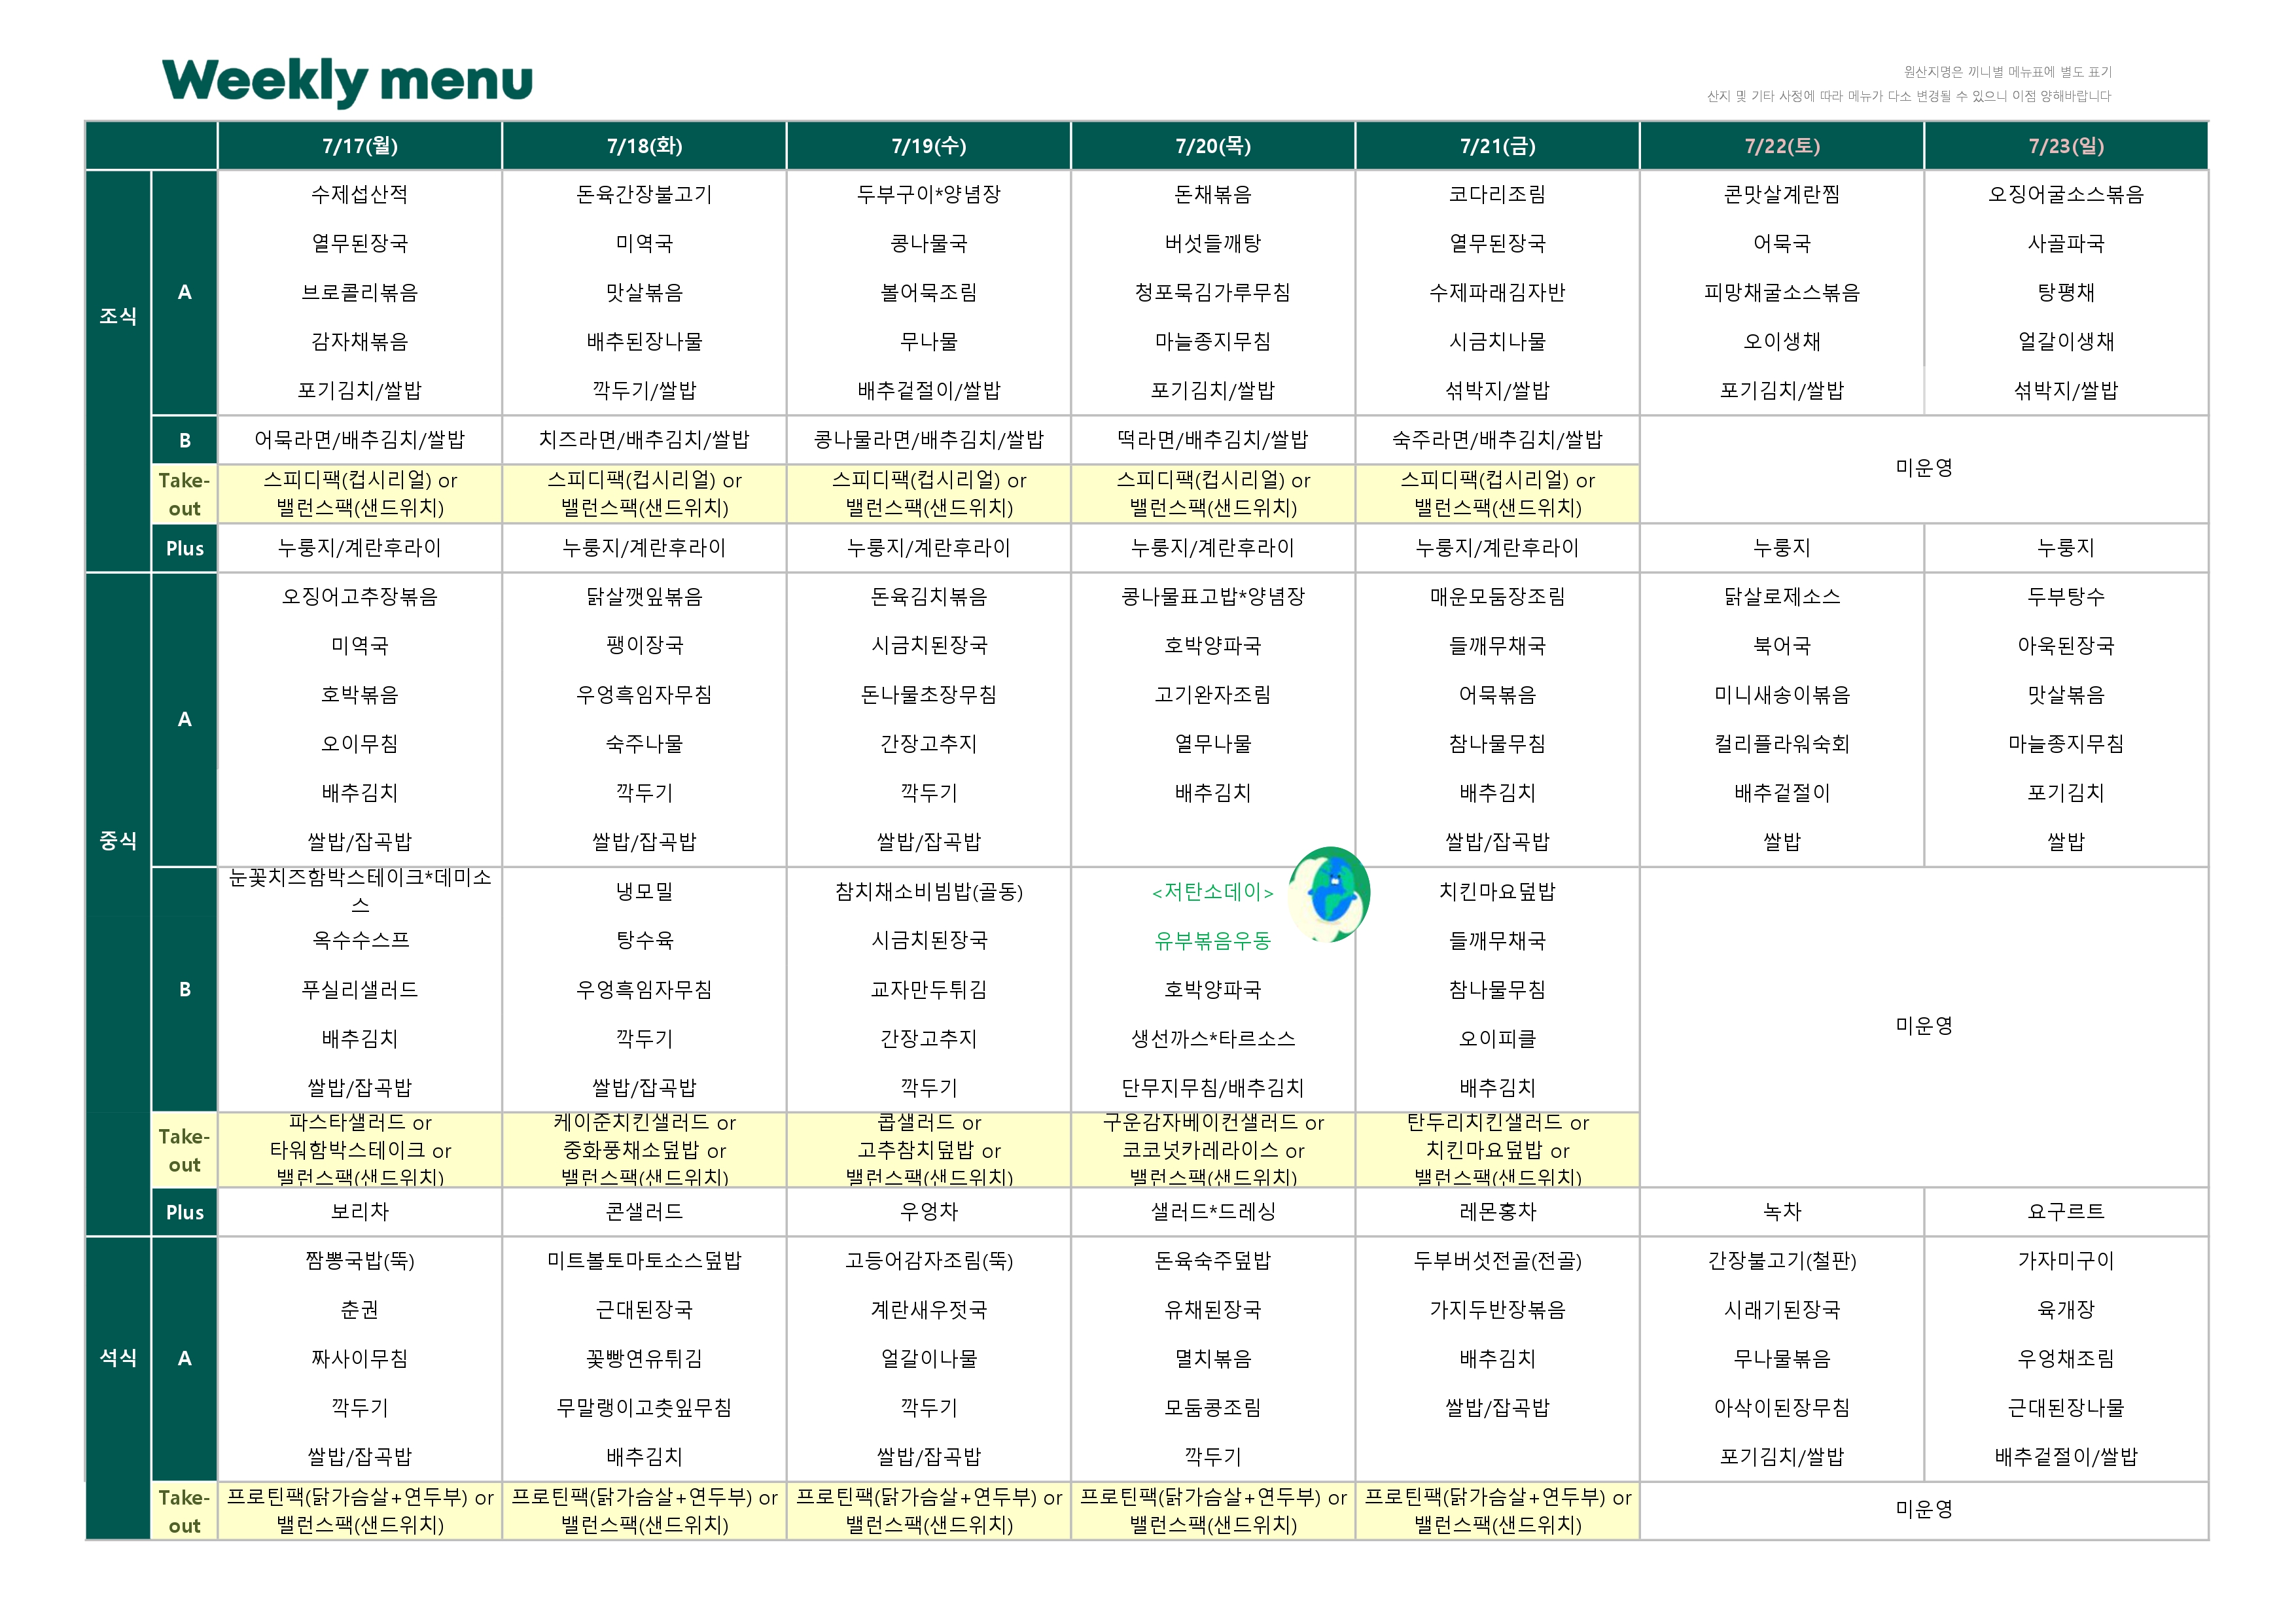 Weekly menu
원산지명은 끼니별 메뉴표에 별도 표기
산지 및 기타 사정에 따라 메뉴가 다소 변경될 수 있으니 이점 양해바랍니다
7/17(월) 7/18(화) 7/19(수) 7/20(목) 7/21(금) 7/22(토) 7/23(일)
조식
A
수제섭산적 돈육간장불고기 두부구이*양념장 돈채볶음 코다리조림 콘맛살계란찜 오징어굴소스볶음
열무된장국 미역국 콩나물국 버섯들깨탕 열무된장국 어묵국 사골파국
브로콜리볶음 맛살볶음 볼어묵조림 청포묵김가루무침 수제파래김자반 피망채굴소스볶음 탕평채
감자채볶음 배추된장나물 무나물 마늘종지무침 시금치나물 오이생채 얼갈이생채
포기김치/쌀밥 깍두기/쌀밥 배추겉절이/쌀밥 포기김치/쌀밥 섞박지/쌀밥 포기김치/쌀밥 섞박지/쌀밥
B 어묵라면/배추김치/쌀밥 치즈라면/배추김치/쌀밥 콩나물라면/배추김치/쌀밥 떡라면/배추김치/쌀밥 숙주라면/배추김치/쌀밥 미운영
Take- 스피디팩(컵시리얼) or 스피디팩(컵시리얼) or 스피디팩(컵시리얼) or 스피디팩(컵시리얼) or 스피디팩(컵시리얼) or
out 밸런스팩(샌드위치) 밸런스팩(샌드위치) 밸런스팩(샌드위치) 밸런스팩(샌드위치) 밸런스팩(샌드위치)
Plus 누룽지/계란후라이 누룽지/계란후라이 누룽지/계란후라이 누룽지/계란후라이 누룽지/계란후라이 누룽지 누룽지
중식
A
오징어고추장볶음 닭살깻잎볶음 돈육김치볶음 콩나물표고밥*양념장 매운모둠장조림 닭살로제소스 두부탕수
미역국 팽이장국 시금치된장국 호박양파국 들깨무채국 북어국 아욱된장국
호박볶음 우엉흑임자무침 돈나물초장무침 고기완자조림 어묵볶음 미니새송이볶음 맛살볶음
오이무침 숙주나물 간장고추지 열무나물 참나물무침 컬리플라워숙회 마늘종지무침
배추김치 깍두기 깍두기 배추김치 배추김치 배추겉절이 포기김치
쌀밥/잡곡밥 쌀밥/잡곡밥 쌀밥/잡곡밥 쌀밥/잡곡밥 쌀밥 쌀밥
B
눈꽃치즈함박스테이크*데미소
스 냉모밀 참치채소비빔밥(골동) <저탄소데이> 치킨마요덮밥
옥수수스프 탕수육 시금치된장국 유부볶음우동 들깨무채국
푸실리샐러드 우엉흑임자무침 교자만두튀김 호박양파국 참나물무침
배추김치 깍두기 간장고추지 생선까스*타르소스 오이피클
쌀밥/잡곡밥 쌀밥/잡곡밥 깍두기 단무지무침/배추김치 배추김치
미운영
Take-
out
파스타샐러드 or 케이준치킨샐러드 or 콥샐러드 or 구운감자베이컨샐러드 or 탄두리치킨샐러드 or
타워함박스테이크 or 중화풍채소덮밥 or 고추참치덮밥 or 코코넛카레라이스 or 치킨마요덮밥 or
밸런스팩(샌드위치) 밸런스팩(샌드위치) 밸런스팩(샌드위치) 밸런스팩(샌드위치) 밸런스팩(샌드위치)
Plus 보리차 콘샐러드 우엉차 샐러드*드레싱 레몬홍차 녹차 요구르트
석식
A
짬뽕국밥(뚝) 미트볼토마토소스덮밥 고등어감자조림(뚝) 돈육숙주덮밥 두부버섯전골(전골) 간장불고기(철판) 가자미구이
춘권 근대된장국 계란새우젓국 유채된장국 가지두반장볶음 시래기된장국 육개장
짜사이무침 꽃빵연유튀김 얼갈이나물 멸치볶음 배추김치 무나물볶음 우엉채조림
깍두기 무말랭이고춧잎무침 깍두기 모둠콩조림 쌀밥/잡곡밥 아삭이된장무침 근대된장나물
쌀밥/잡곡밥 배추김치 쌀밥/잡곡밥 깍두기 포기김치/쌀밥 배추겉절이/쌀밥
Take- 프로틴팩(닭가슴살+연두부) or 프로틴팩(닭가슴살+연두부) or 프로틴팩(닭가슴살+연두부) or 프로틴팩(닭가슴살+연두부) or 프로틴팩(닭가슴살+연두부) or 미운영
out 밸런스팩(샌드위치) 밸런스팩(샌드위치) 밸런스팩(샌드위치) 밸런스팩(샌드위치) 밸런스팩(샌드위치)